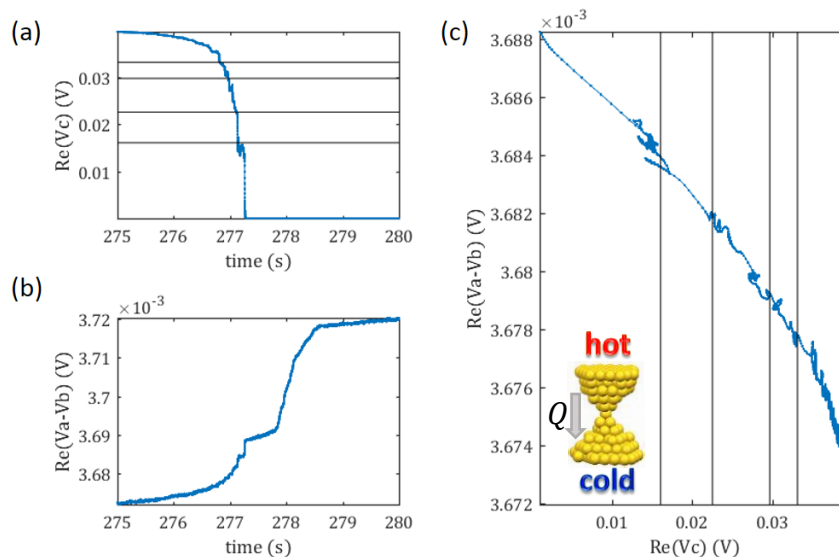 (a)
Re(Vc) (V)
0.03
0.02
0.01
275 276 277 278 279 280
time (s)
(b)
×10⁻³
Re(Va-Vb) (V)
3.72
3.71
3.7
3.69
3.68
275 276 277 278 279 280
time (s)
(c)
×10⁻³
Re(Va-Vb) (V)
3.688
3.686
3.684
3.682
3.68
3.678
3.676
3.674
3.672
hot
Q
cold
0.01 0.02 0.03
Re(Vc) (V)